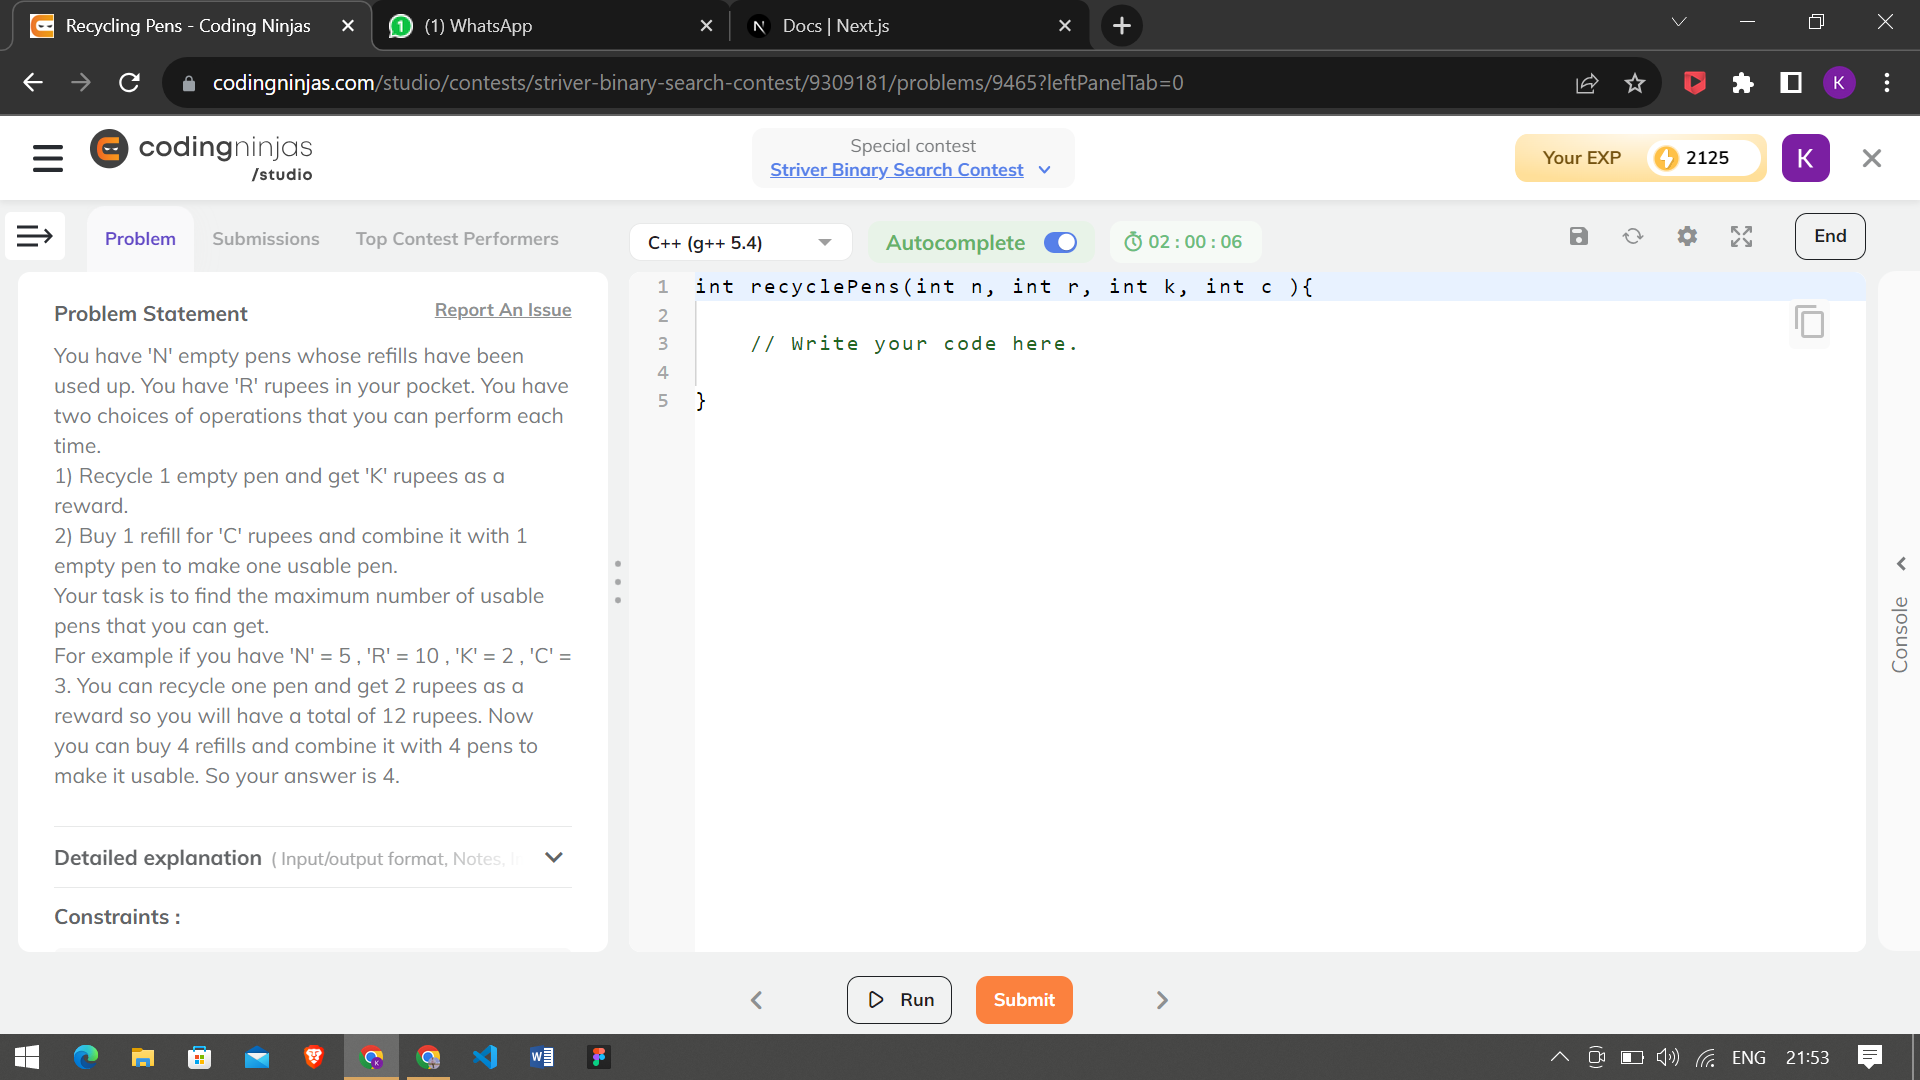 Recycling Pens - Coding Ninjas
(1) WhatsApp
Docs | Next.js
codingninjas.com/studio/contests/striver-binary-search-contest/9309181/problems/9465?leftPanelTab=0
K
codingninjas
/studio
Special contest
Striver Binary Search Contest
Your EXP 2125
K
Problem
Submissions
Top Contest Performers
C++ (g++ 5.4)
Autocomplete
02 : 00 : 06
End
Problem Statement
Report An Issue
You have 'N' empty pens whose refills have been
used up. You have 'R' rupees in your pocket. You have
two choices of operations that you can perform each
time.
1) Recycle 1 empty pen and get 'K' rupees as a
reward.
2) Buy 1 refill for 'C' rupees and combine it with 1
empty pen to make one usable pen.
Your task is to find the maximum number of usable
pens that you can get.
For example if you have 'N' = 5 , 'R' = 10 , 'K' = 2 , 'C' =
3. You can recycle one pen and get 2 rupees as a
reward so you will have a total of 12 rupees. Now
you can buy 4 refills and combine it with 4 pens to
make it usable. So your answer is 4.
Detailed explanation ( Input/output format, Notes,
Constraints :
1 int recyclePens(int n, int r, int k, int c ){
2
3 // Write your code here.
4
5 }
Console
Run
Submit
ENG
21:53